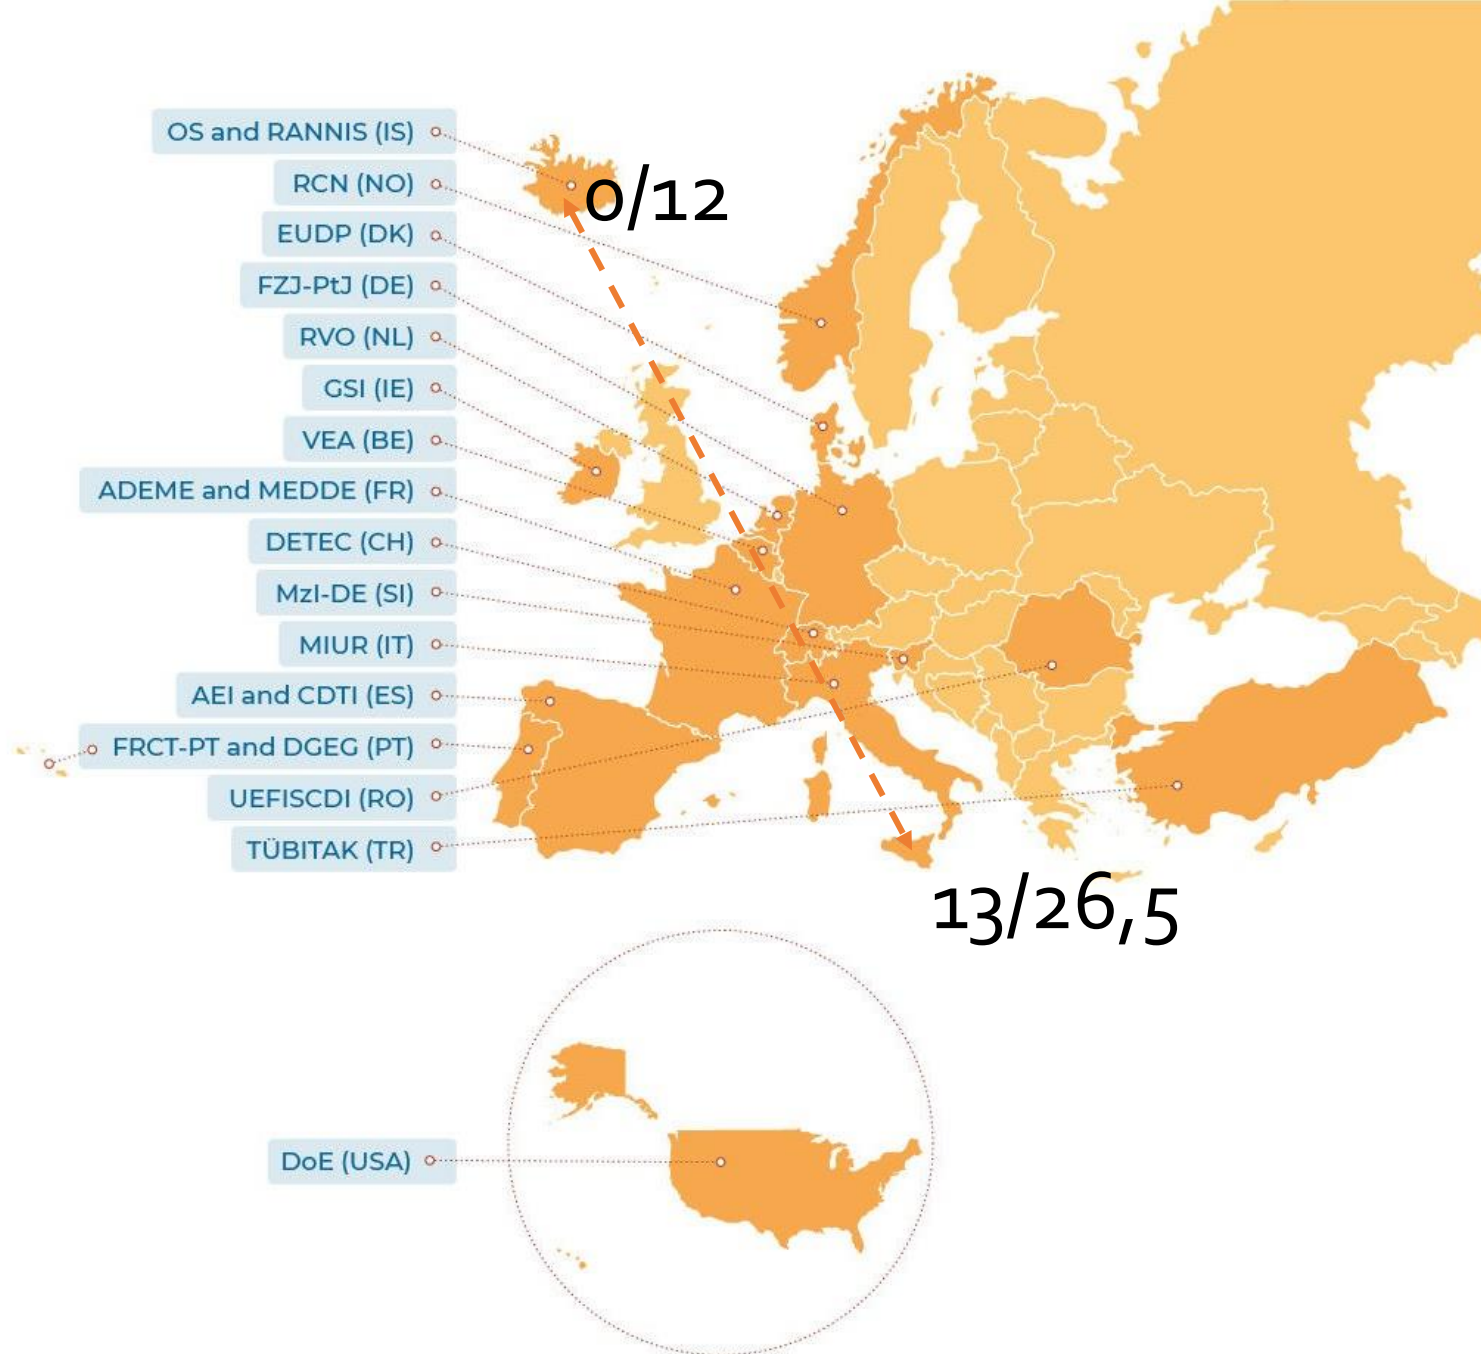 OS and RANNIS (IS)
RCN (NO)
EUDP (DK)
FZJ-PtJ (DE)
RVO (NL)
GSI (IE)
VEA (BE)
ADEME and MEDDE (FR)
DETEC (CH)
MzI-DE (SI)
MIUR (IT)
AEI and CDTI (ES)
FRCT-PT and DGEG (PT)
UEFISCDI (RO)
TÜBITAK (TR)
0/12
13/26,5
DoE (USA)